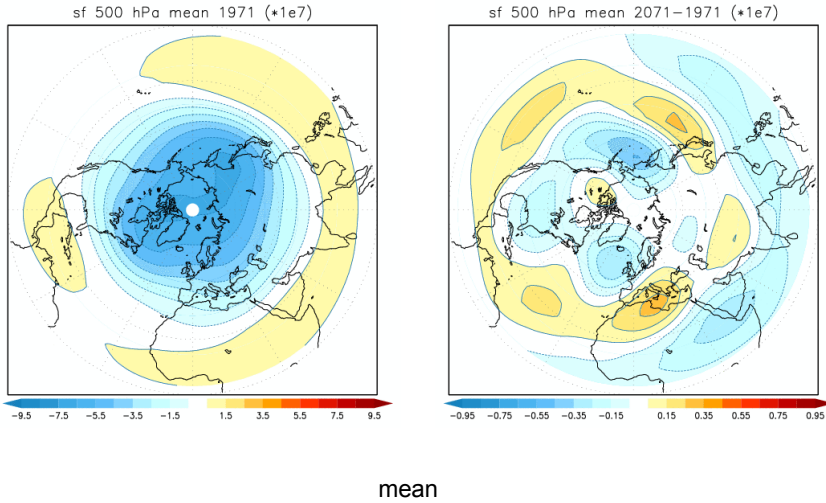 sf 500 hPa mean 1971 (*1e7)
sf 500 hPa mean 2071-1971 (*1e7)
-9.5 -7.5 -5.5 -3.5 -1.5 1.5 3.5 5.5 7.5 9.5
-0.95 -0.75 -0.55 -0.35 -0.15 0.15 0.35 0.55 0.75 0.95
mean